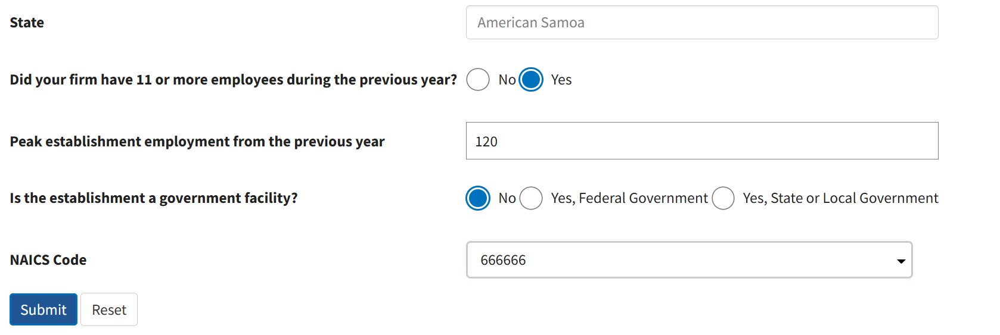 State American Samoa
Did your firm have 11 or more employees during the previous year? No Yes
Peak establishment employment from the previous year 120
Is the establishment a government facility? No Yes, Federal Government Yes, State or Local Government
NAICS Code 666666
Submit Reset